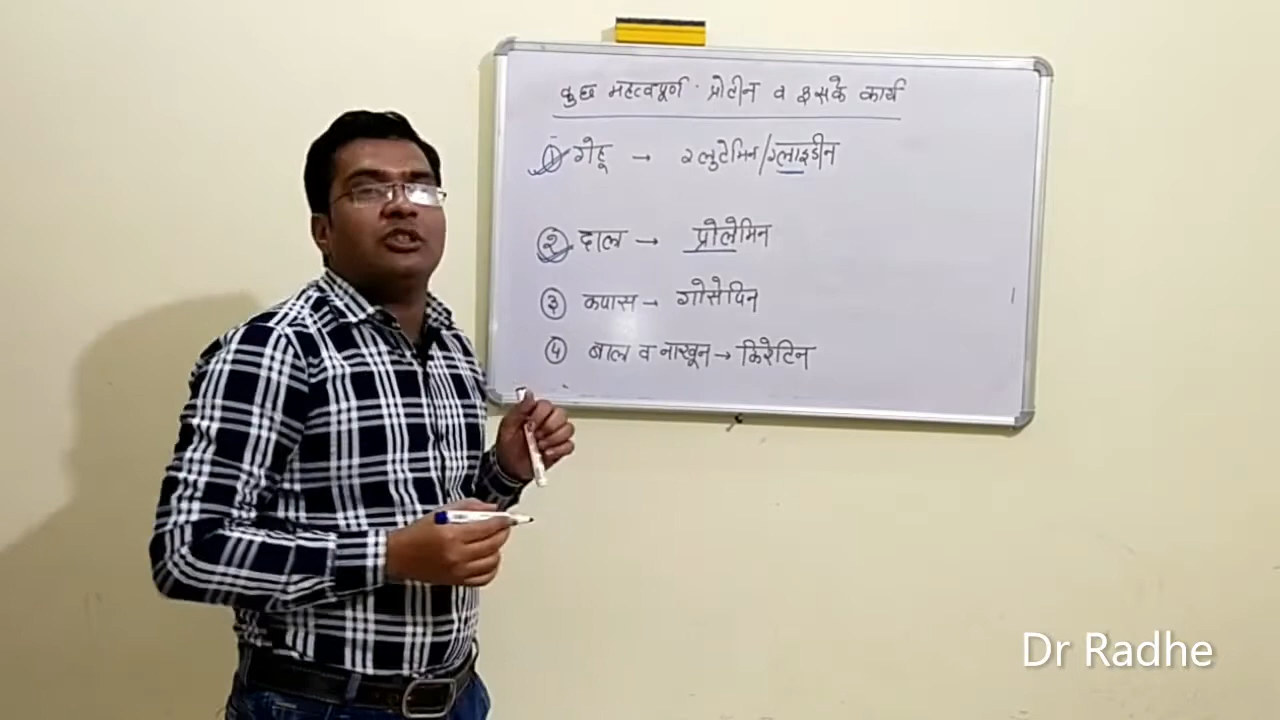 कुछ महत्वपूर्ण प्रोटीन व इसके कार्य
① गेहू → ग्लुटेमिन/ग्लाइडीन
② दाल → प्रोलेमिन
③ कपास → गोसेपिन
④ बाल व नाखून → किरेटिन
Dr Radhe